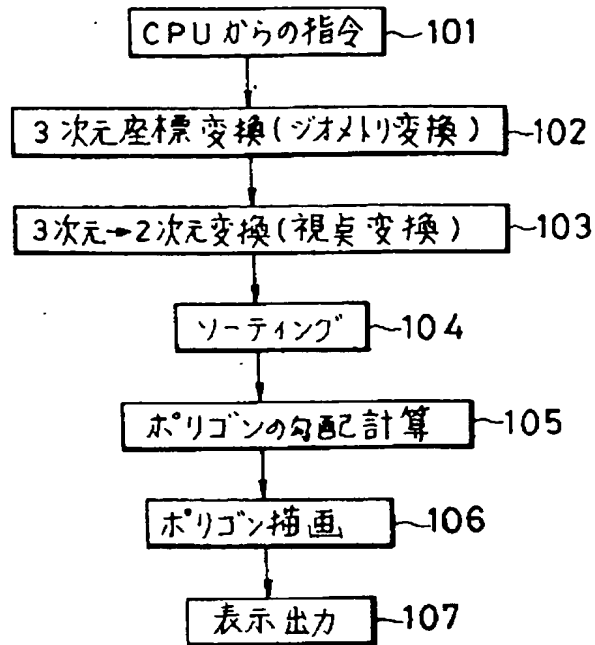 CPUからの指令 101
3次元座標変換(ジオメトリ変換) 102
3次元→2次元変換(視点変換) 103
ソーティング 104
ポリゴンの勾配計算 105
ポリゴン描画 106
表示出力 107